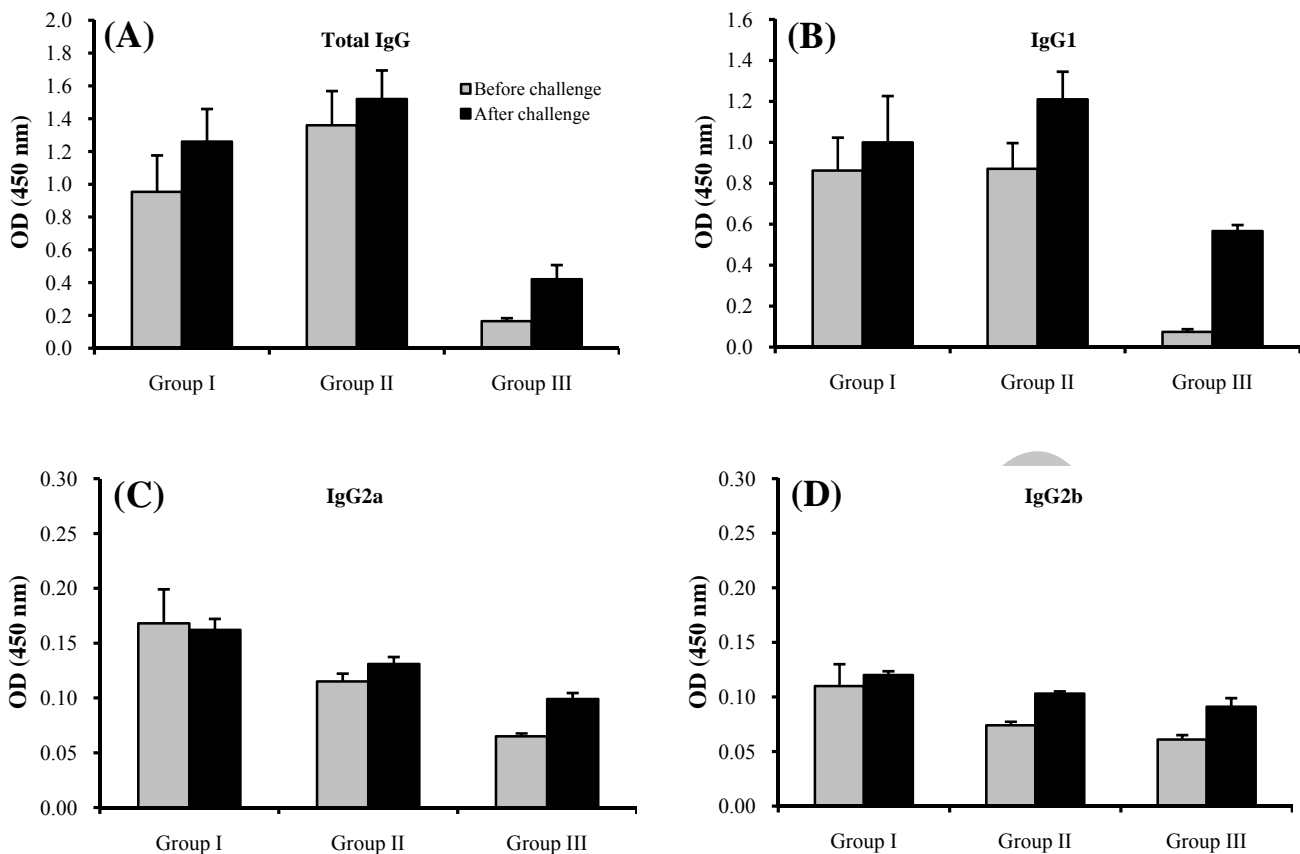 (A)
Total IgG
OD (450 nm)
2.0
1.8
1.6
1.4
1.2
1.0
0.8
0.6
0.4
0.2
0.0
Before challenge
After challenge
Group I
Group II
Group III
(B)
IgG1
OD (450 nm)
1.6
1.4
1.2
1.0
0.8
0.6
0.4
0.2
0.0
Group I
Group II
Group III
(C)
IgG2a
OD (450 nm)
0.30
0.25
0.20
0.15
0.10
0.05
0.00
Group I
Group II
Group III
(D)
IgG2b
OD (450 nm)
0.30
0.25
0.20
0.15
0.10
0.05
0.00
Group I
Group II
Group III